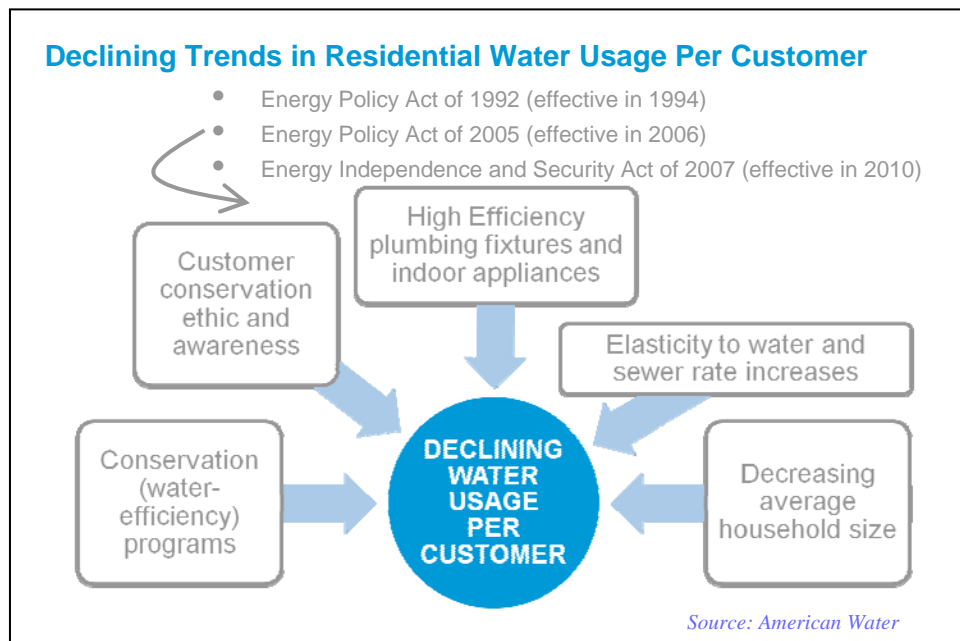 Declining Trends in Residential Water Usage Per Customer
• Energy Policy Act of 1992 (effective in 1994)
• Energy Policy Act of 2005 (effective in 2006)
• Energy Independence and Security Act of 2007 (effective in 2010)
High Efficiency
plumbing fixtures and
indoor appliances
Customer
conservation
ethic and
awareness
Elasticity to water and
sewer rate increases
Conservation
(water-
efficiency)
programs
DECLINING
WATER
USAGE
PER
CUSTOMER
Decreasing
average
household size
Source: American Water